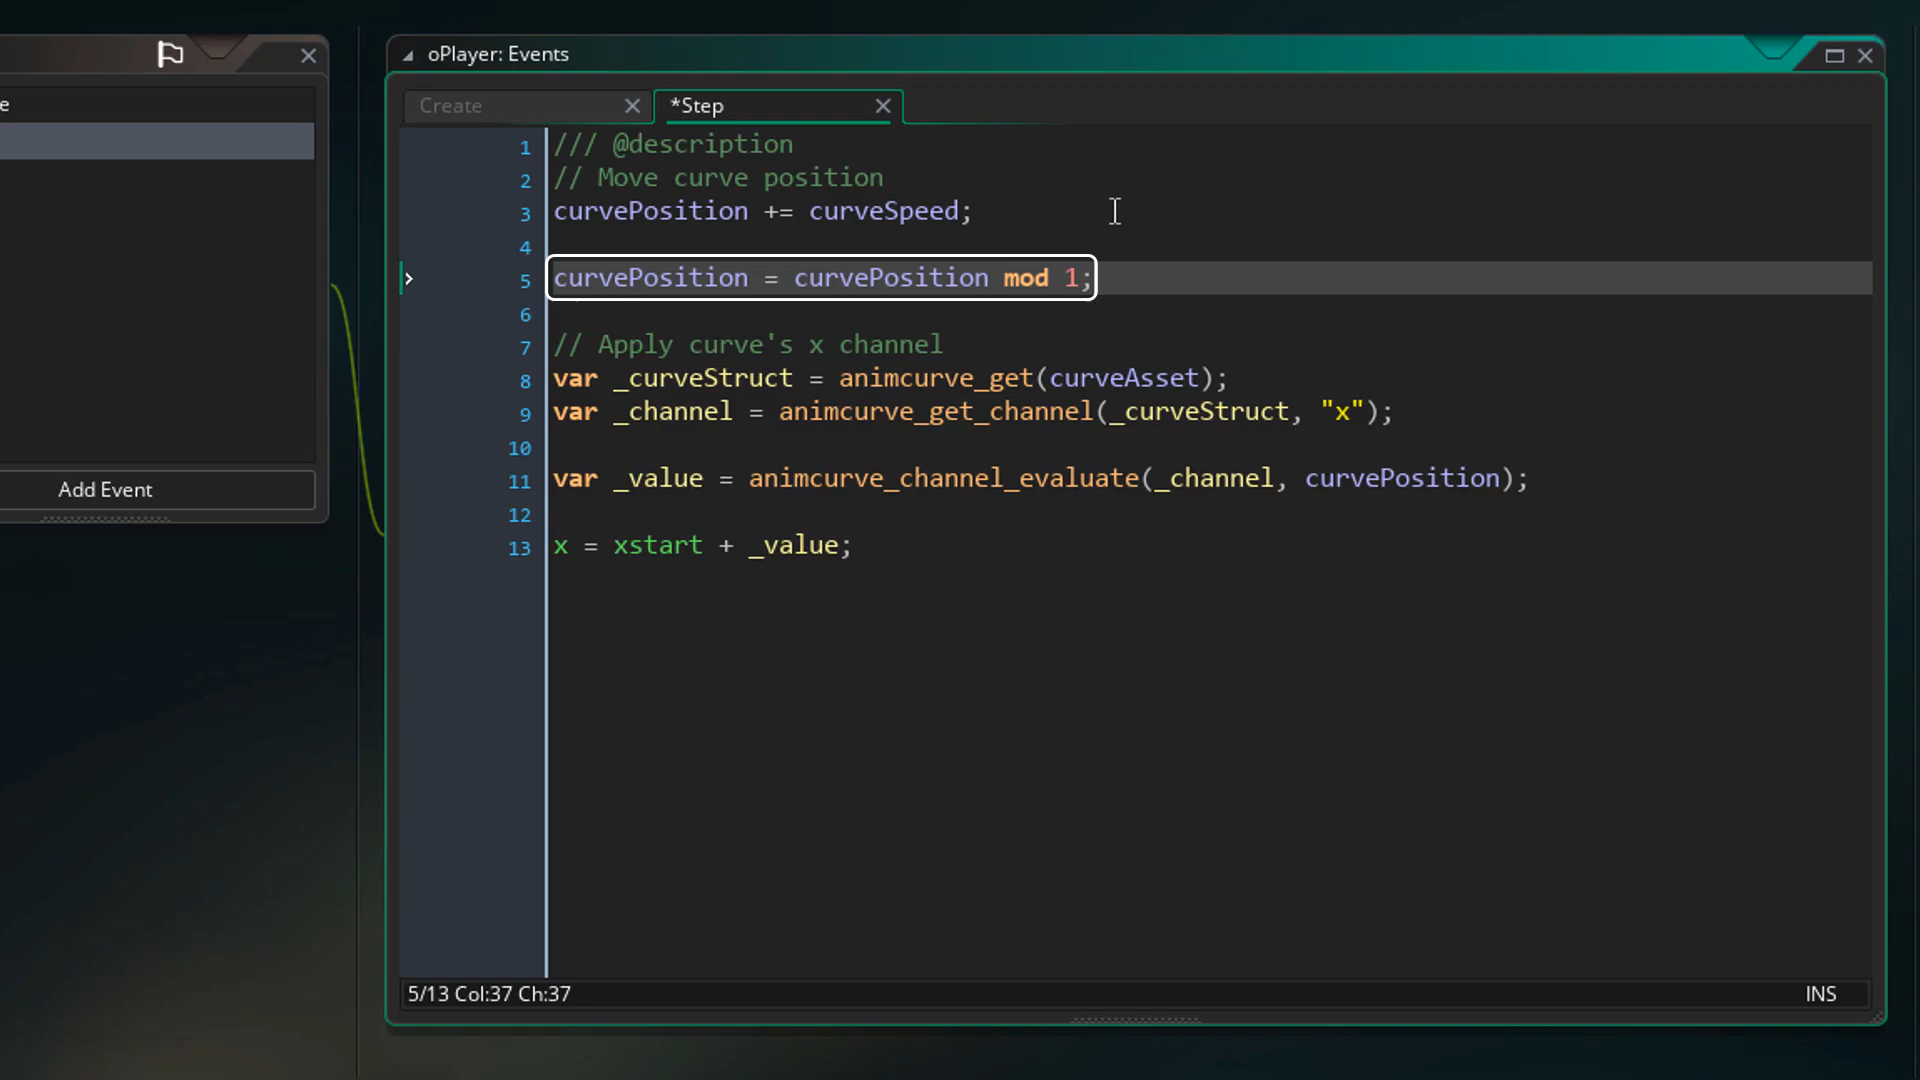 oPlayer: Events
e
Create
*Step
1 /// @description
2 // Move curve position
3 curvePosition += curveSpeed;
4
5 curvePosition = curvePosition mod 1;
6
7 // Apply curve's x channel
8 var _curveStruct = animcurve_get(curveAsset);
9 var _channel = animcurve_get_channel(_curveStruct, "x");
10
11 var _value = animcurve_channel_evaluate(_channel, curvePosition);
12
13 x = xstart + _value;
Add Event
5/13 Col:37 Ch:37
INS